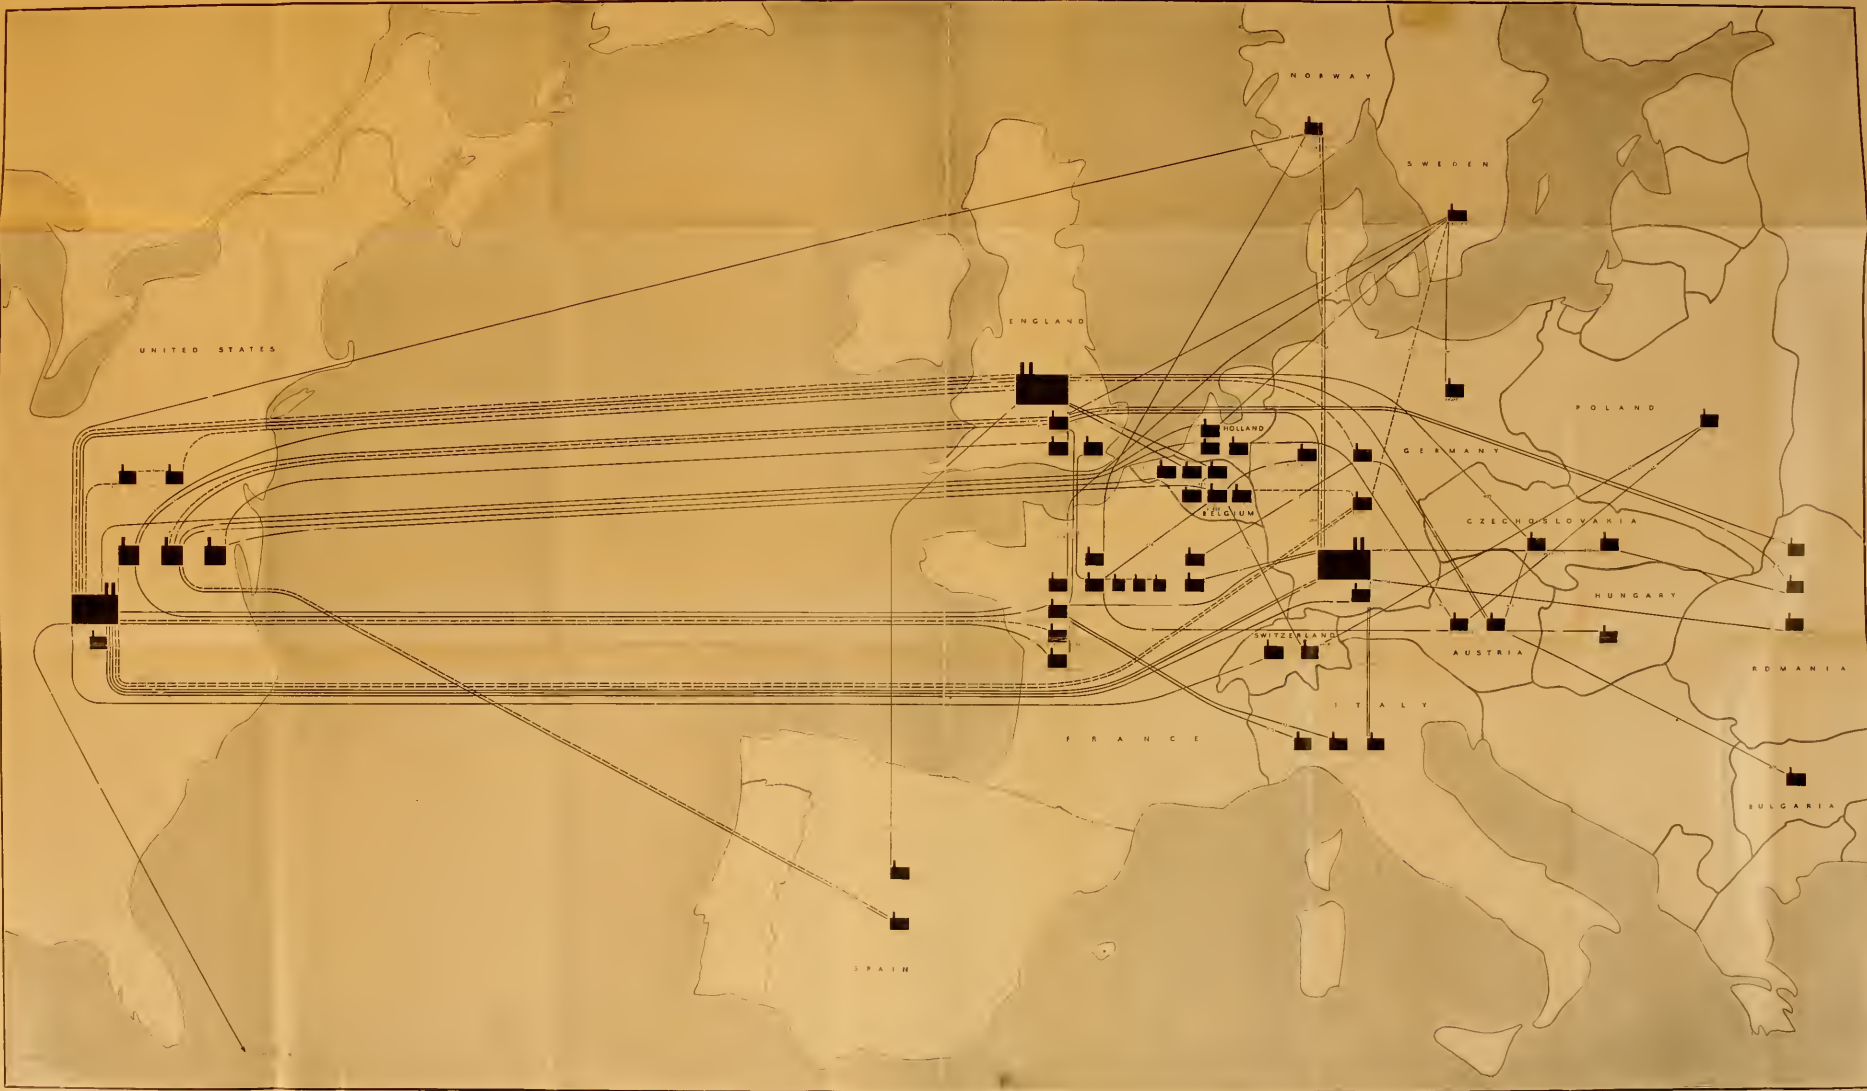 NORWAY
SWEDEN
ENGLAND
UNITED STATES
POLAND
HOLLAND
GERMANY
BELGIUM
CZECHOSLOVAKIA
HUNGARY
SWITZERLAND
AUSTRIA
ROMANIA
ITALY
FRANCE
BULGARIA
SPAIN